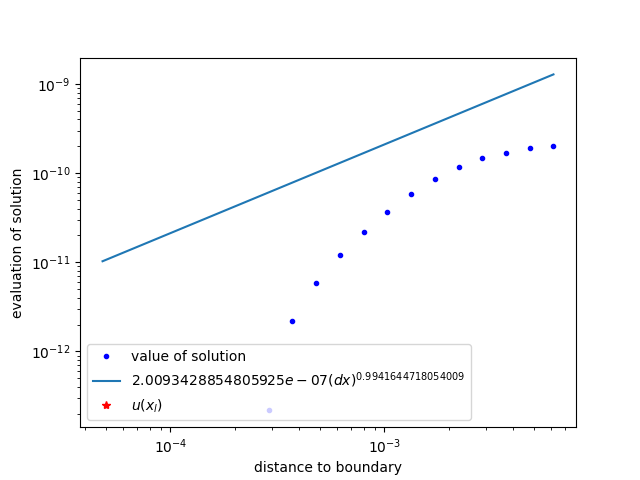 10⁻⁹
10⁻¹⁰
10⁻¹¹
10⁻¹²
evaluation of solution
value of solution
2.0093428854805925e − 07(dx)^0.9941644718054009
u(x_l)
10⁻⁴
10⁻³
distance to boundary